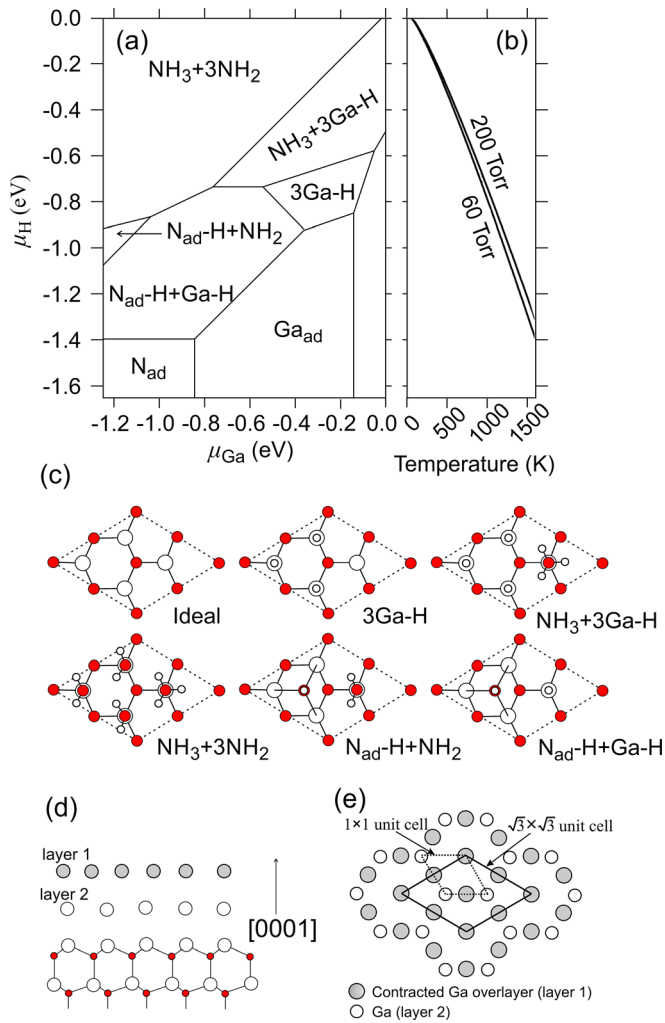 (a)
(b)
0.0
-0.2
-0.4
-0.6
-0.8
-1.0
-1.2
-1.4
-1.6
μH (eV)
NH3+3NH2
NH3+3Ga-H
3Ga-H
Nad-H+NH2
Nad-H+Ga-H
Gaad
Nad
200 Torr
60 Torr
-1.2 -1.0 -0.8 -0.6 -0.4 -0.2 0.0
μGa (eV)
0 500 1000 1500
Temperature (K)
(c)
Ideal
3Ga-H
NH3+3Ga-H
NH3+3NH2
Nad-H+NH2
Nad-H+Ga-H
(d)
layer 1
layer 2
[0001]
(e)
1×1 unit cell
√3×√3 unit cell
Contracted Ga overlayer (layer 1)
Ga (layer 2)